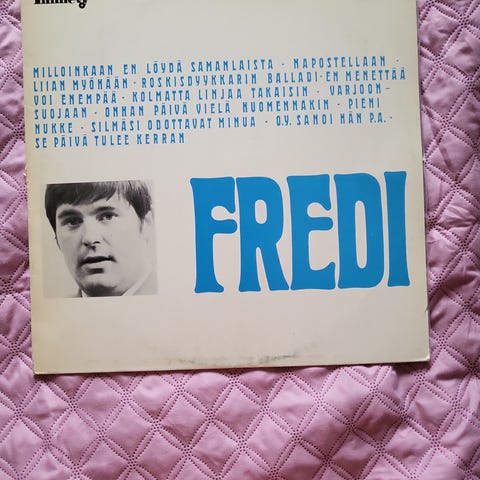 MILLOINKAAN EN LÖYDÄ SAMANLAISTA · NAPOSTELLAAN ·
LIIAN MYÖHÄÄN · ROSKISDYYKKARIN BALLADI · EN MENETTÄÄ
VOI ENEMPÄÄ · KOLMATTA LINJAA TAKAISIN · VARJOON–
SUOJAAN · ONNAN PÄIVÄ VIELÄ HUOMENNAKIN · PIENI
NUKKE · SILMÄSI ODOTTAVAT MINUA · O.Y. SANOI HÄN P.A. ·
SE PÄIVÄ TULEE KERRAN
FREDI